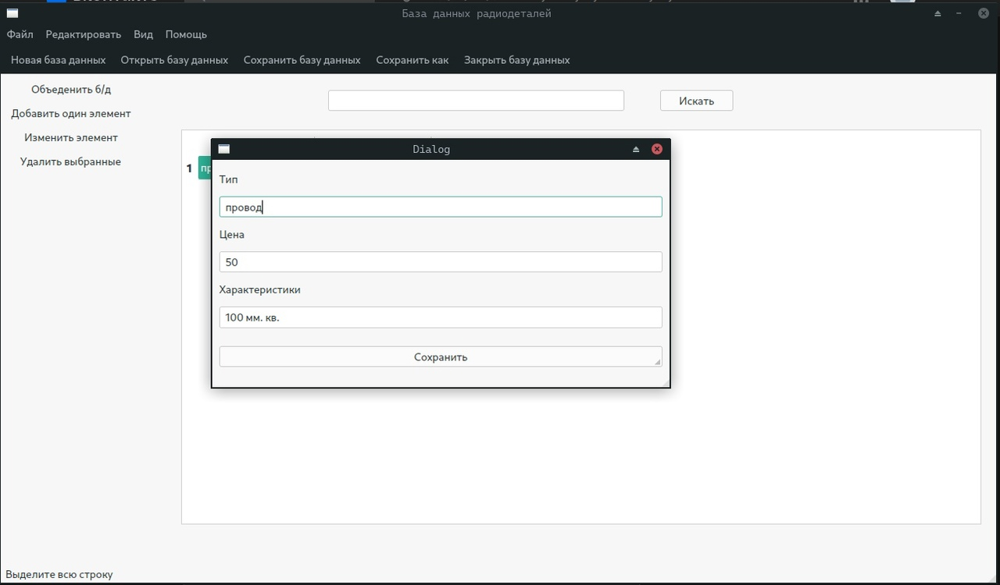 База данных радиодеталей
Файл Редактировать Вид Помощь
Новая база данных Открыть базу данных Сохранить базу данных Сохранить как Закрыть базу данных
Объеденить б/д
Добавить один элемент
Изменить элемент
Удалить выбранные
Искать
1 пр
Dialog
Тип
провод
Цена
50
Характеристики
100 мм. кв.
Сохранить
Выделите всю строку